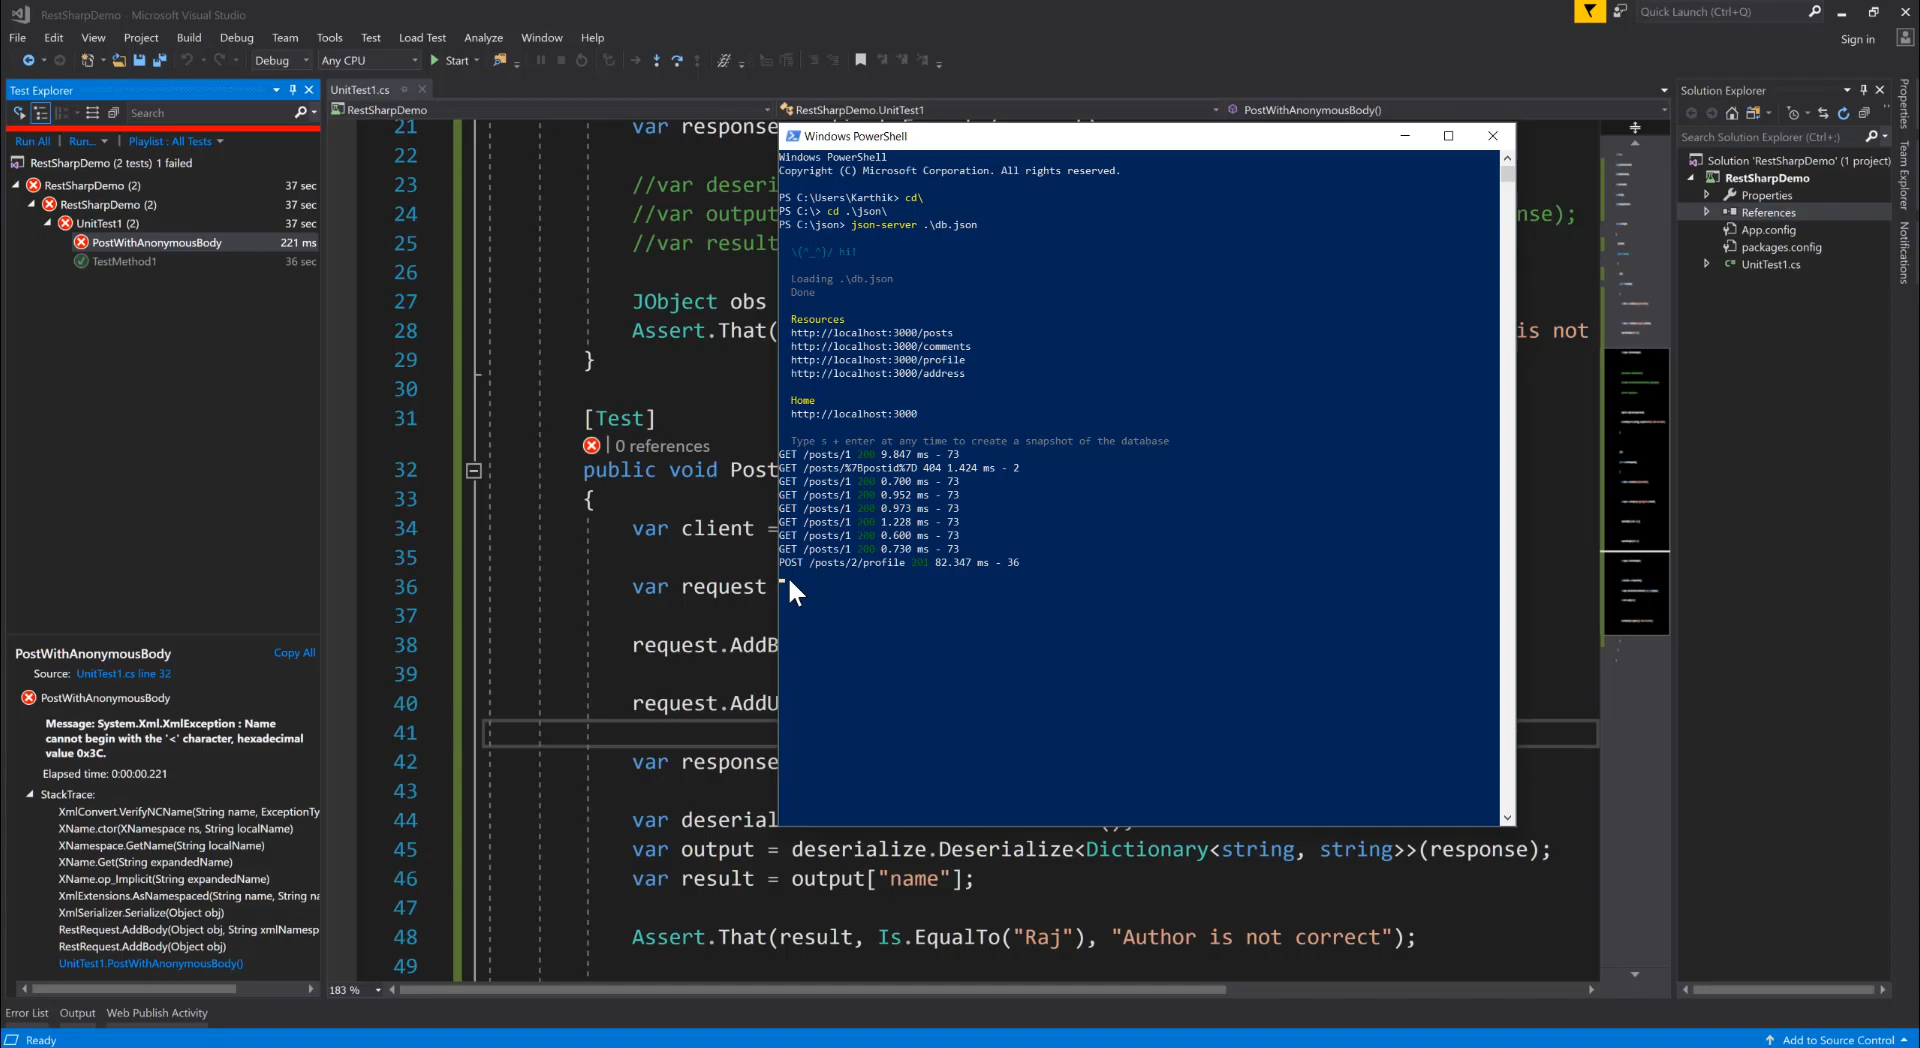 RestSharpDemo - Microsoft Visual Studio
Quick Launch (Ctrl+Q)
File Edit View Project Build Debug Team Tools Test Load Test Analyze Window Help
Sign in
Debug Any CPU Start
Test Explorer
Search
Run All | Run... Playlist : All Tests
RestSharpDemo (2 tests) 1 failed
RestSharpDemo (2) 37 sec
RestSharpDemo (2) 37 sec
UnitTest1 (2) 37 sec
PostWithAnonymousBody 221 ms
TestMethod1 36 sec
PostWithAnonymousBody Copy All
Source: UnitTest1.cs line 32
PostWithAnonymousBody
Message: System.Xml.XmlException : Name
cannot begin with the '<' character, hexadecimal
value 0x3C.
Elapsed time: 0:00:00.221
StackTrace:
XmlConvert.VerifyNCName(String name, ExceptionTy
XName.ctor(XNamespace ns, String localName)
XNamespace.GetName(String localName)
XName.Get(String expandedName)
XName.op_Implicit(String expandedName)
XmlExtensions.AsNamespaced(String name, String na
XmlSerializer.Serialize(Object obj)
RestRequest.AddBody(Object obj, String xmlNamesp
RestRequest.AddBody(Object obj)
UnitTest1.PostWithAnonymousBody()
UnitTest1.cs
RestSharpDemo RestSharpDemo.UnitTest1 PostWithAnonymousBody()
21 var response
22
23 //var deseri
24 //var output onse);
25 //var result
26
27 JObject obs
28 Assert.That( is not
29 }
30
31 [Test]
0 references
32 public void Post
33 {
34 var client =
35
36 var request
37
38 request.AddB
39
40 request.AddU
41
42 var response
43
44 var deserial ();
45 var output = deserialize.Deserialize<Dictionary<string, string>>(response);
46 var result = output["name"];
47
48 Assert.That(result, Is.EqualTo("Raj"), "Author is not correct");
49
183 %
Windows PowerShell
Windows PowerShell
Copyright (C) Microsoft Corporation. All rights reserved.
PS C:\Users\Karthik> cd\
PS C:\> cd .\json\
PS C:\json> json-server .\db.json
\{^_^}/ hi!
Loading .\db.json
Done
Resources
http://localhost:3000/posts
http://localhost:3000/comments
http://localhost:3000/profile
http://localhost:3000/address
Home
http://localhost:3000
Type s + enter at any time to create a snapshot of the database
GET /posts/1 200 9.847 ms - 73
GET /posts/%7Bpostid%7D 404 1.424 ms - 2
GET /posts/1 200 0.700 ms - 73
GET /posts/1 200 0.952 ms - 73
GET /posts/1 200 0.973 ms - 73
GET /posts/1 200 1.228 ms - 73
GET /posts/1 200 0.600 ms - 73
GET /posts/1 200 0.730 ms - 73
POST /posts/2/profile 201 82.347 ms - 36
Solution Explorer
Search Solution Explorer (Ctrl+;)
Solution 'RestSharpDemo' (1 project)
RestSharpDemo
Properties
References
App.config
packages.config
UnitTest1.cs
Properties
Team Explorer
Notifications
Error List Output Web Publish Activity
Ready
Add to Source Control